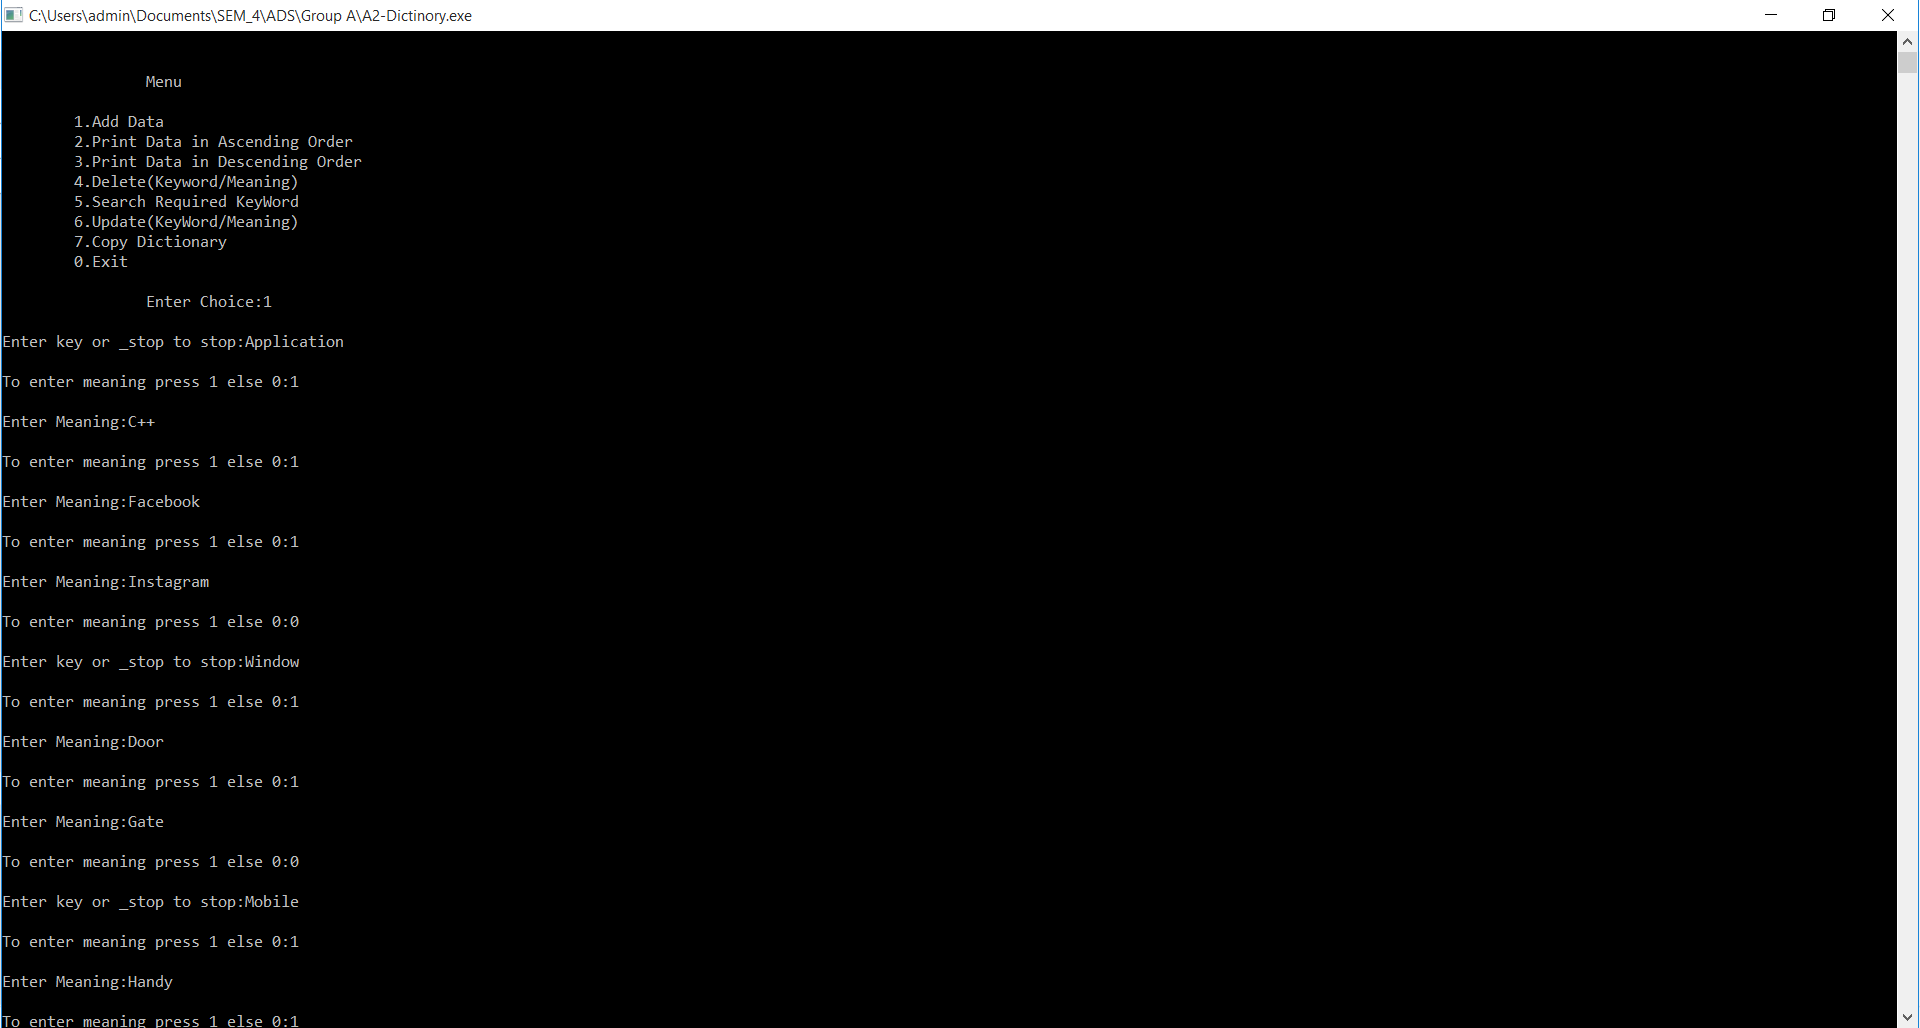 C:\Users\admin\Documents\SEM_4\ADS\Group A\A2-Dictinory.exe
Menu
1.Add Data
2.Print Data in Ascending Order
3.Print Data in Descending Order
4.Delete(Keyword/Meaning)
5.Search Required KeyWord
6.Update(KeyWord/Meaning)
7.Copy Dictionary
0.Exit
Enter Choice:1
Enter key or _stop to stop:Application
To enter meaning press 1 else 0:1
Enter Meaning:C++
To enter meaning press 1 else 0:1
Enter Meaning:Facebook
To enter meaning press 1 else 0:1
Enter Meaning:Instagram
To enter meaning press 1 else 0:0
Enter key or _stop to stop:Window
To enter meaning press 1 else 0:1
Enter Meaning:Door
To enter meaning press 1 else 0:1
Enter Meaning:Gate
To enter meaning press 1 else 0:0
Enter key or _stop to stop:Mobile
To enter meaning press 1 else 0:1
Enter Meaning:Handy
To enter meaning press 1 else 0:1